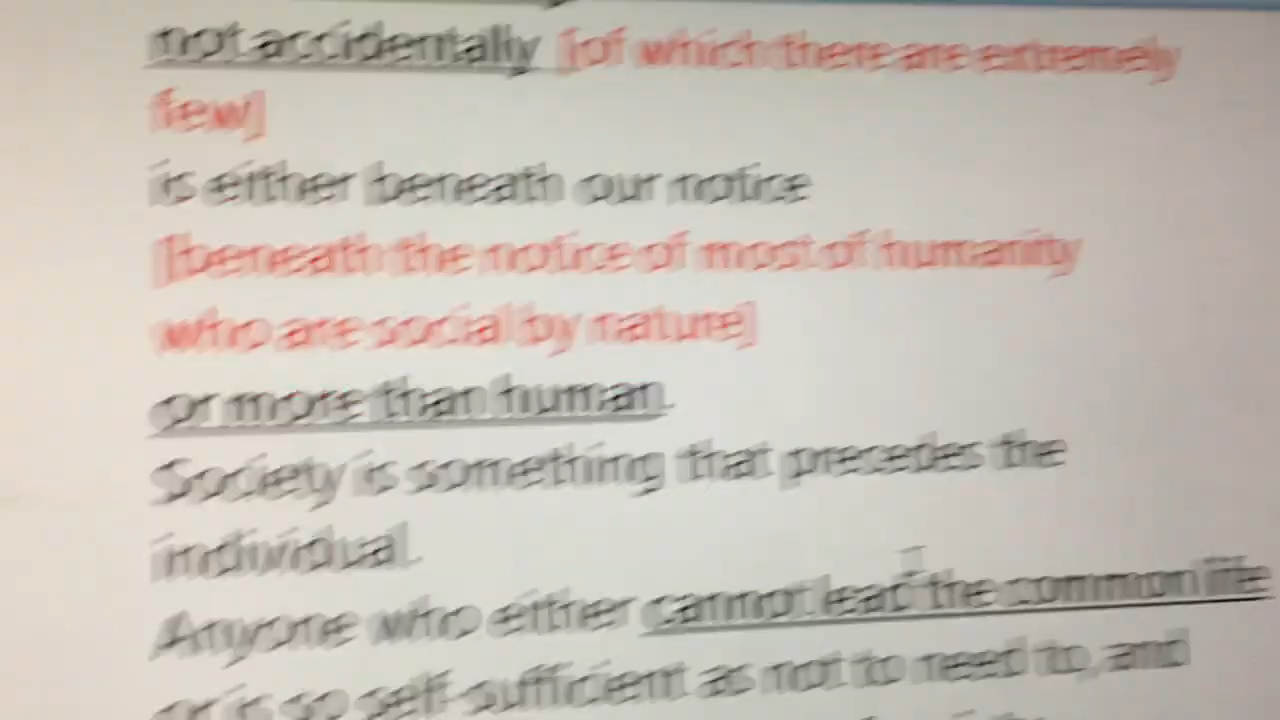 not accidentally [of which there are extremely
few]
is either beneath our notice
[beneath the notice of most of humanity
who are social by nature]
or more than human.
Society is something that precedes the
individual.
Anyone who either cannot lead the common life
or is so self-sufficient as not to need to, and